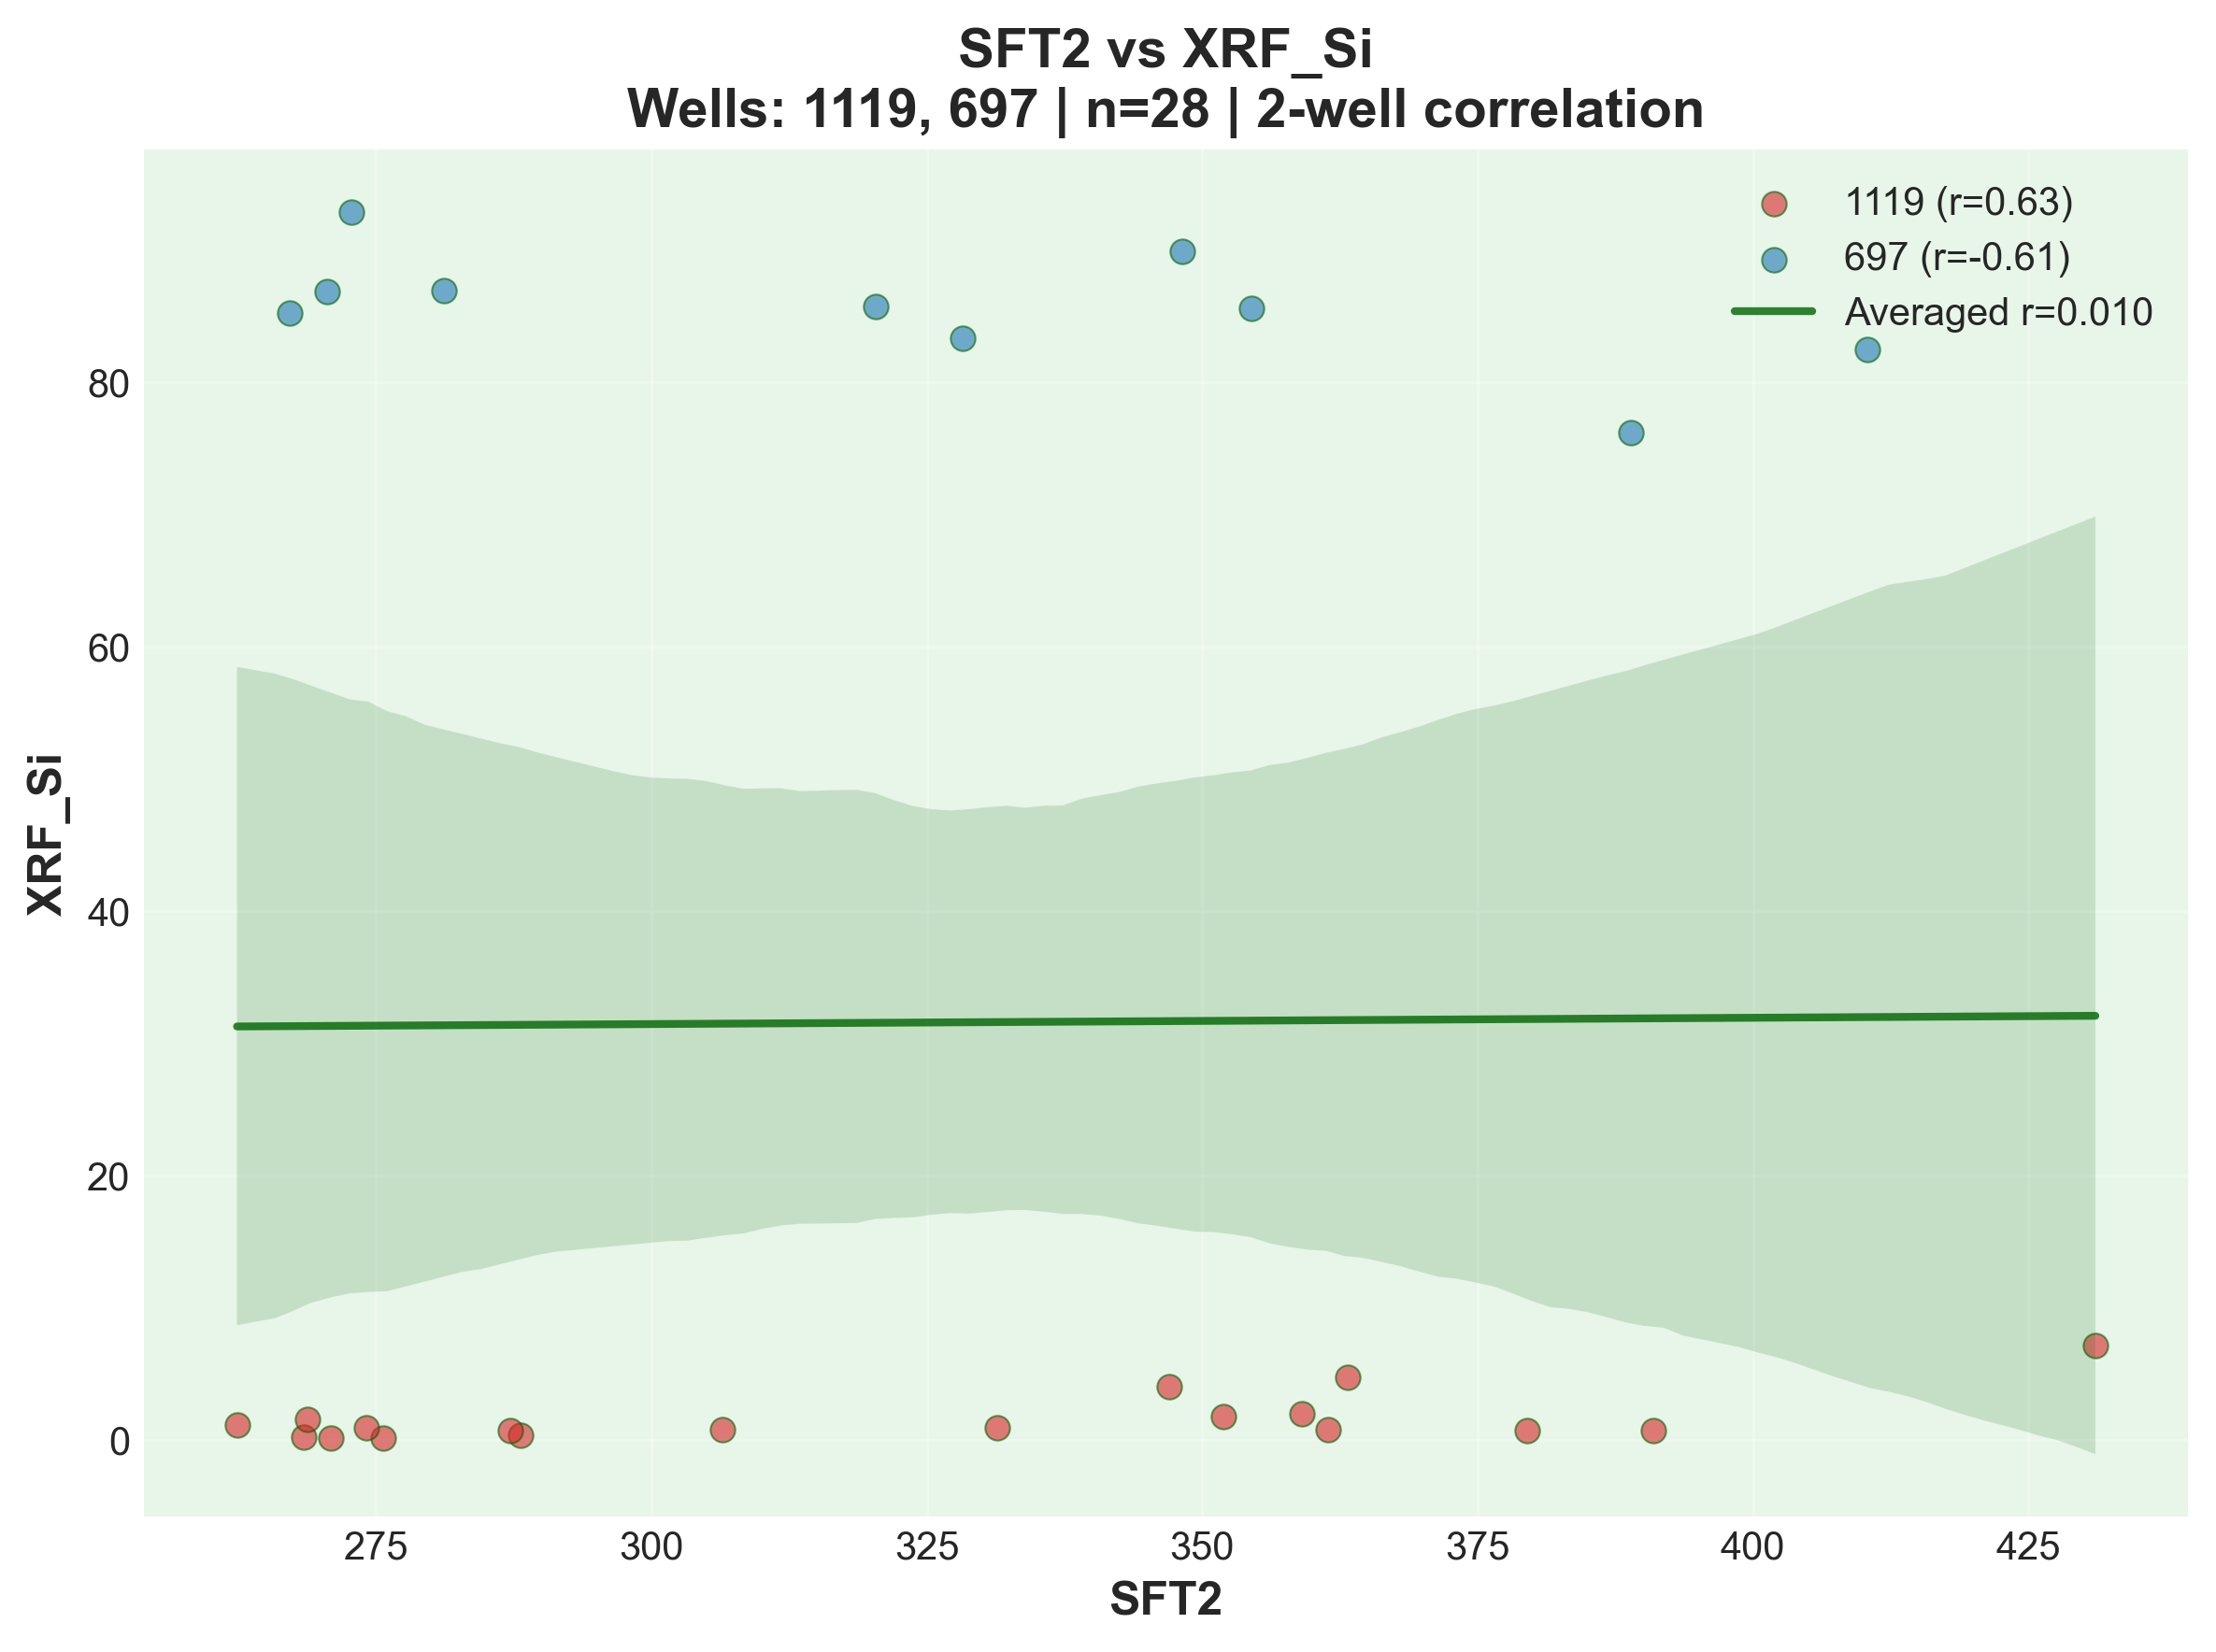 SFT2 vs XRF_Si
Wells: 1119, 697 | n=28 | 2-well correlation
1119 (r=0.63)
697 (r=-0.61)
Averaged r=0.010
80
60
40
20
0
XRF_Si
275 300 325 350 375 400 425
SFT2